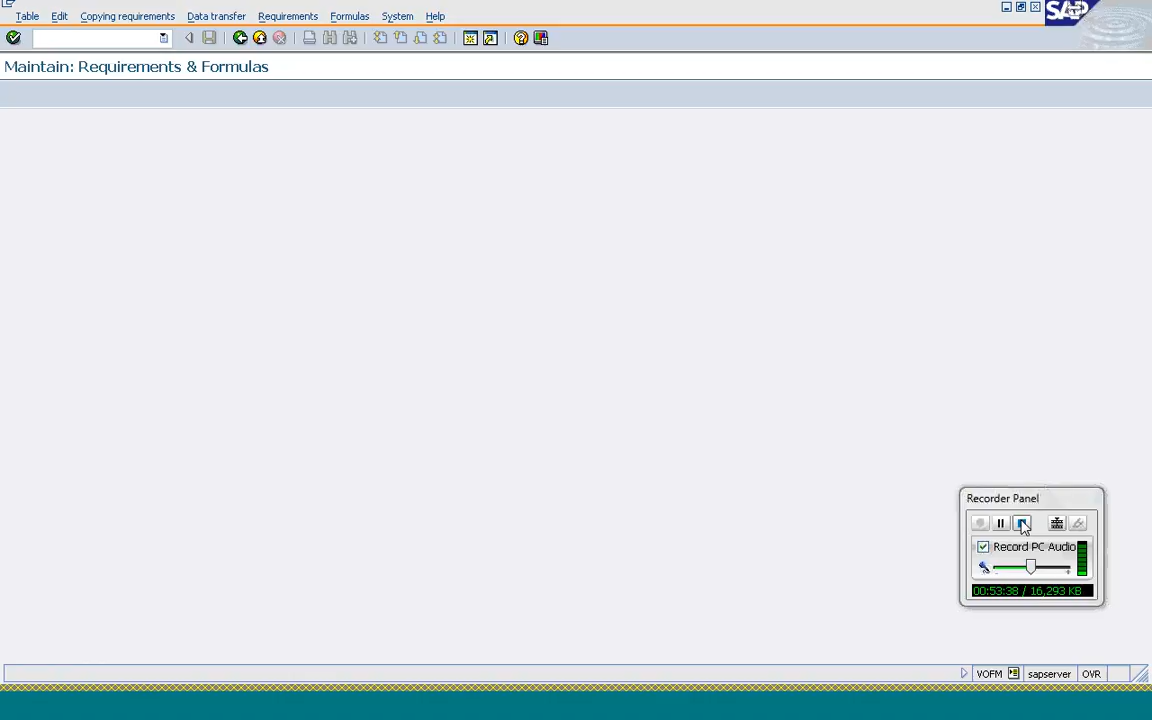 Table Edit Copying requirements Data transfer Requirements Formulas System Help
SAP
Maintain: Requirements & Formulas
Recorder Panel
Record PC Audio
00:53:38 / 16,293 KB
VOFM sapserver OVR